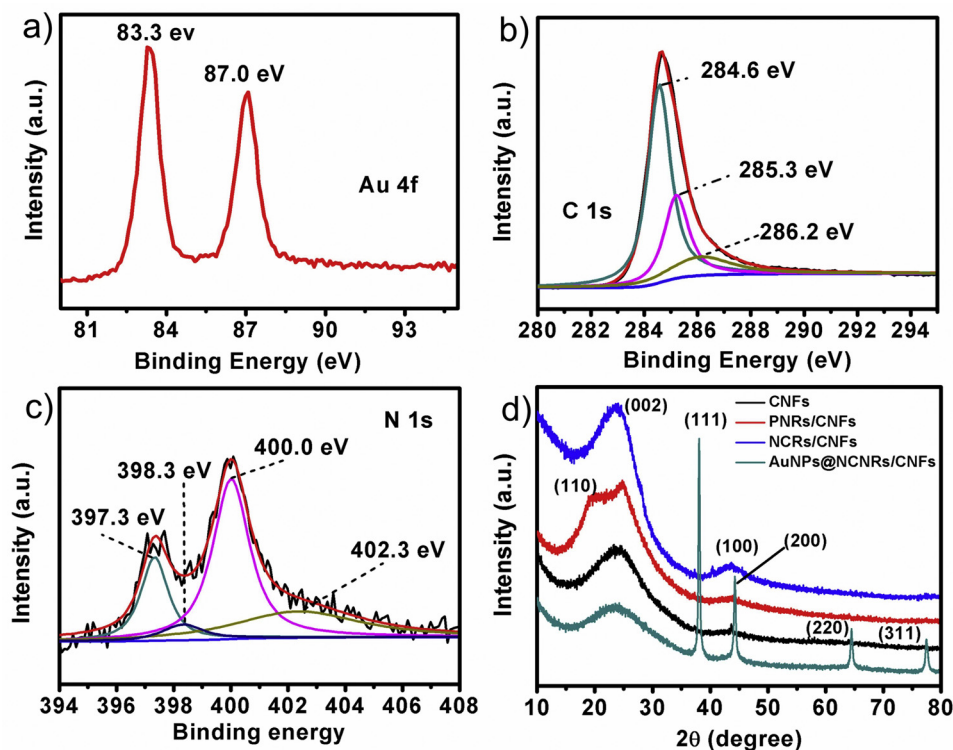 a)
83.3 ev
87.0 eV
Au 4f
Intensity (a.u.)
81 84 87 90 93
Binding Energy (eV)
b)
284.6 eV
285.3 eV
286.2 eV
C 1s
Intensity (a.u.)
280 282 284 286 288 290 292 294
Binding Energy (eV)
c)
N 1s
400.0 eV
398.3 eV
397.3 eV
402.3 eV
Intensity (a.u.)
394 396 398 400 402 404 406 408
Binding energy
d)
(002)
(111)
CNFs
PNRs/CNFs
NCRs/CNFs
AuNPs@NCNRs/CNFs
(110)
(100)
(200)
(220)
(311)
Intensity (a.u.)
10 20 30 40 50 60 70 80
2θ (degree)